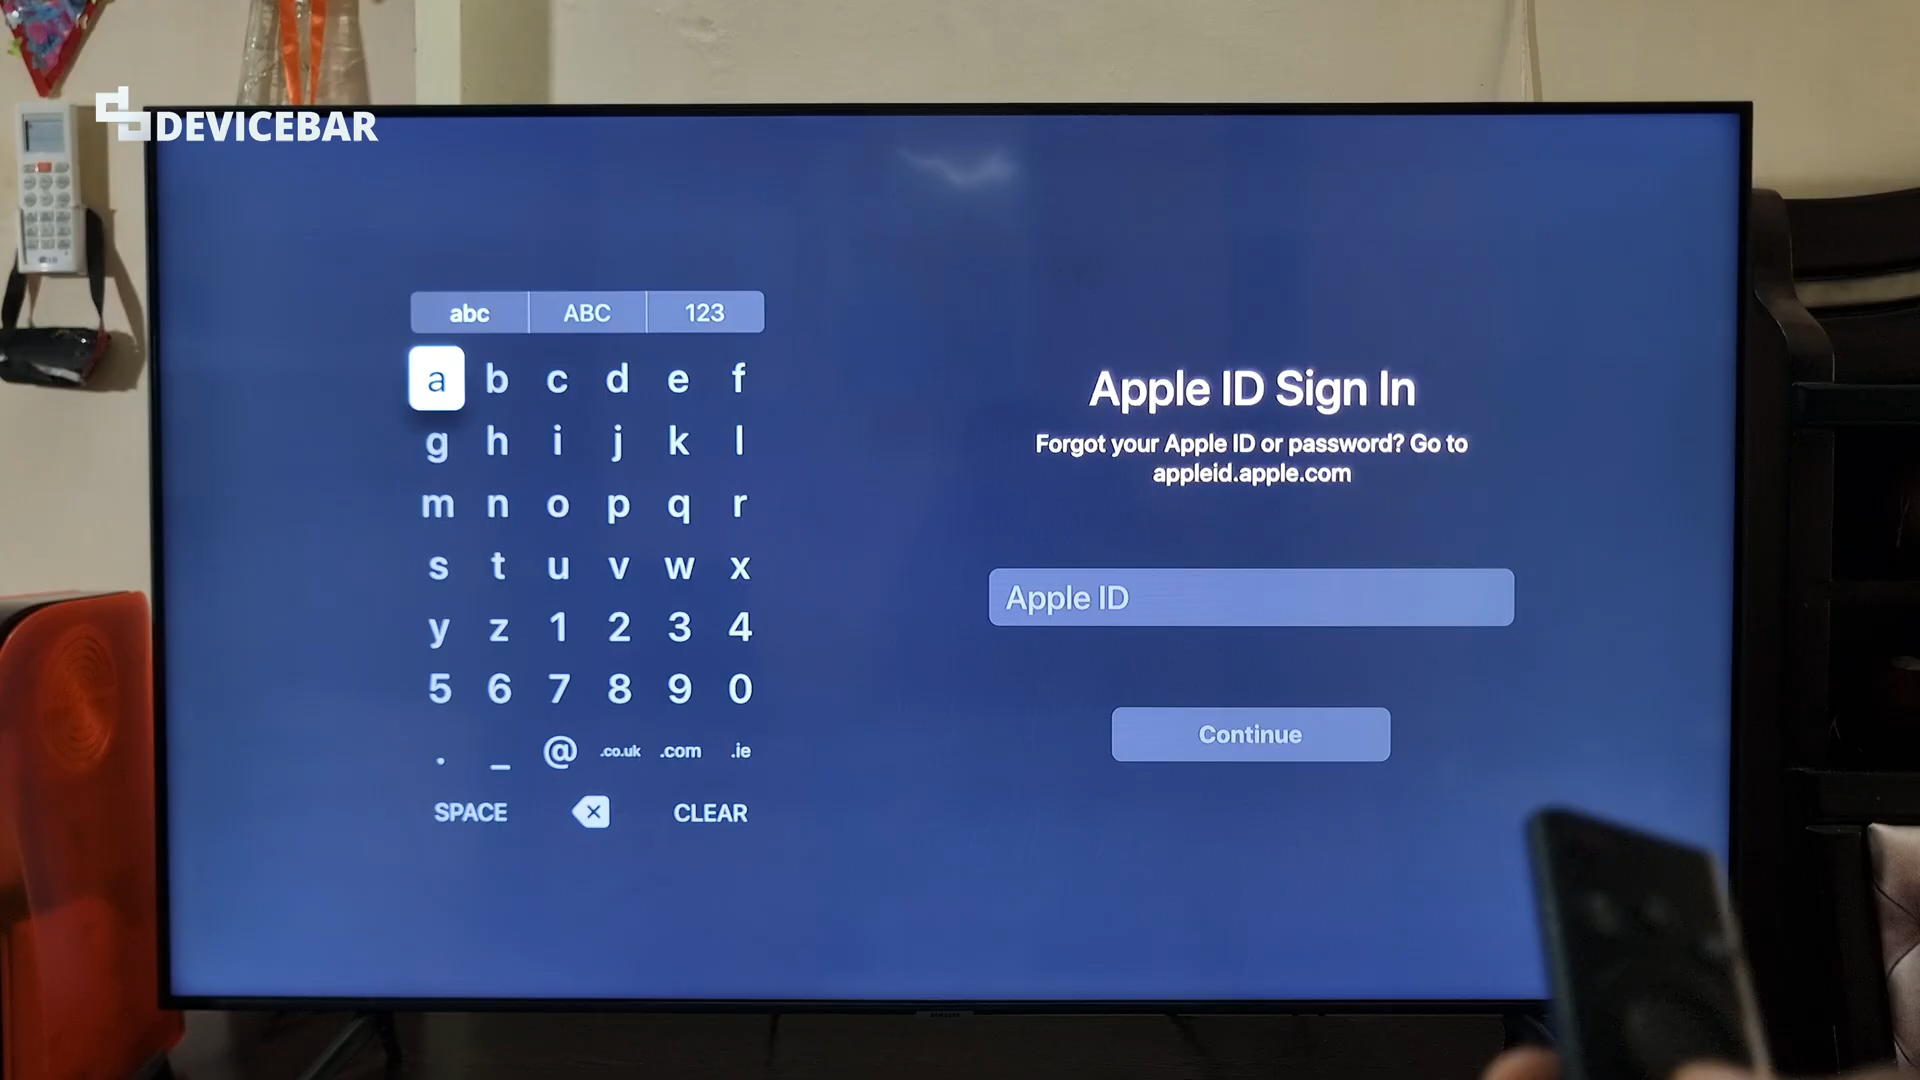 DEVICEBAR
abc ABC 123
a b c d e f
g h i j k l
m n o p q r
s t u v w x
y z 1 2 3 4
5 6 7 8 9 0
. _ @ .co.uk .com .ie
SPACE CLEAR
Apple ID Sign In
Forgot your Apple ID or password? Go to
appleid.apple.com
Apple ID
Continue
SAMSUNG
LG